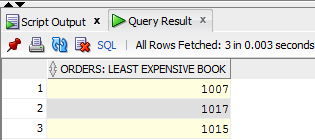 Script Output x Query Result x
SQL | All Rows Fetched: 3 in 0.003 seconds
ORDERS: LEAST EXPENSIVE BOOK
1 1007
2 1017
3 1015